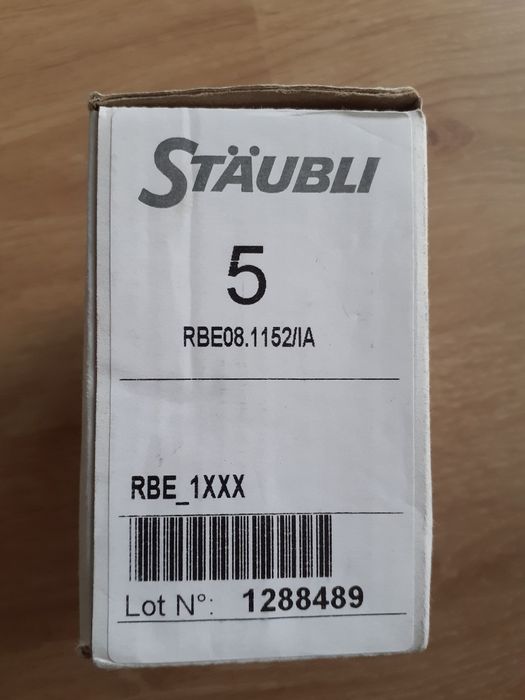 STÄUBLI
5
RBE08.1152/IA
RBE_1XXX
Lot N°: 1288489